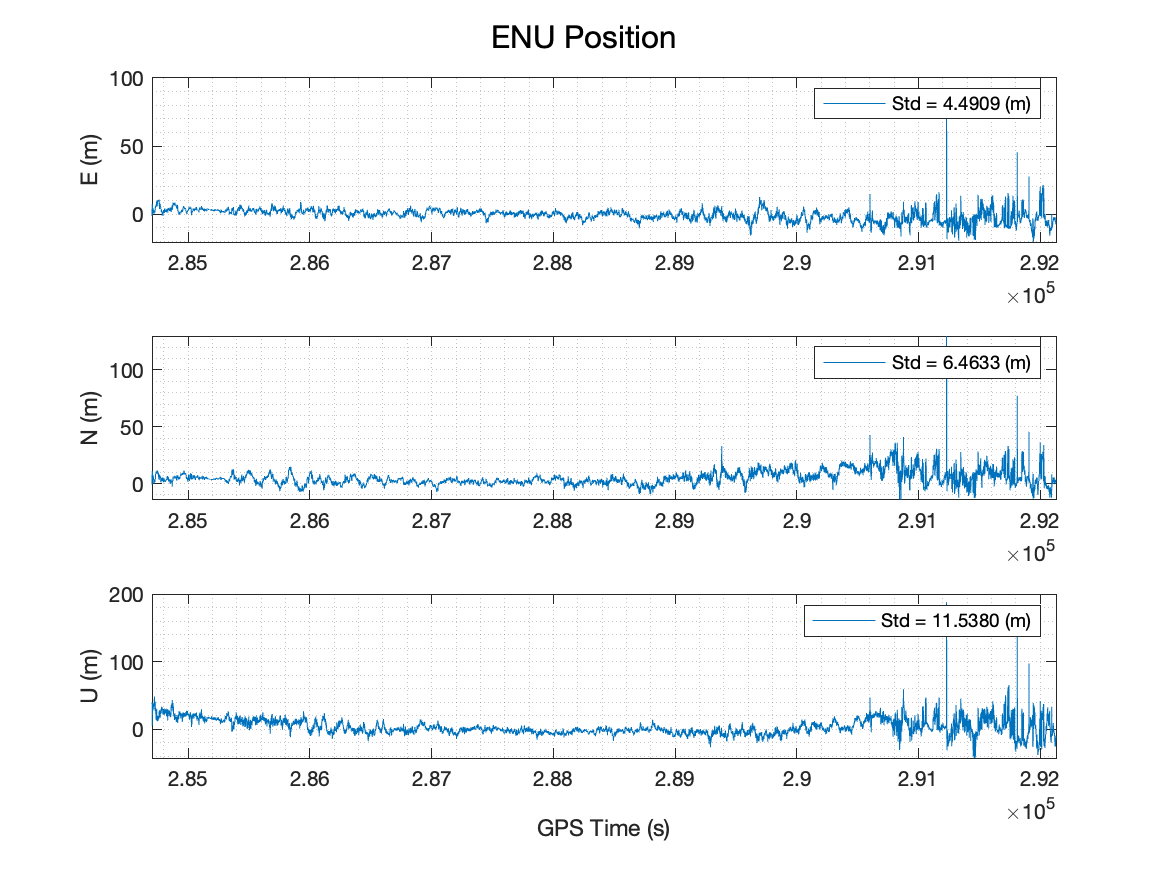 ENU Position
100
50
0
E (m)
Std = 4.4909 (m)
2.85 2.86 2.87 2.88 2.89 2.9 2.91 2.92
×10^5
100
50
0
N (m)
Std = 6.4633 (m)
2.85 2.86 2.87 2.88 2.89 2.9 2.91 2.92
×10^5
200
100
0
U (m)
Std = 11.5380 (m)
2.85 2.86 2.87 2.88 2.89 2.9 2.91 2.92
×10^5
GPS Time (s)